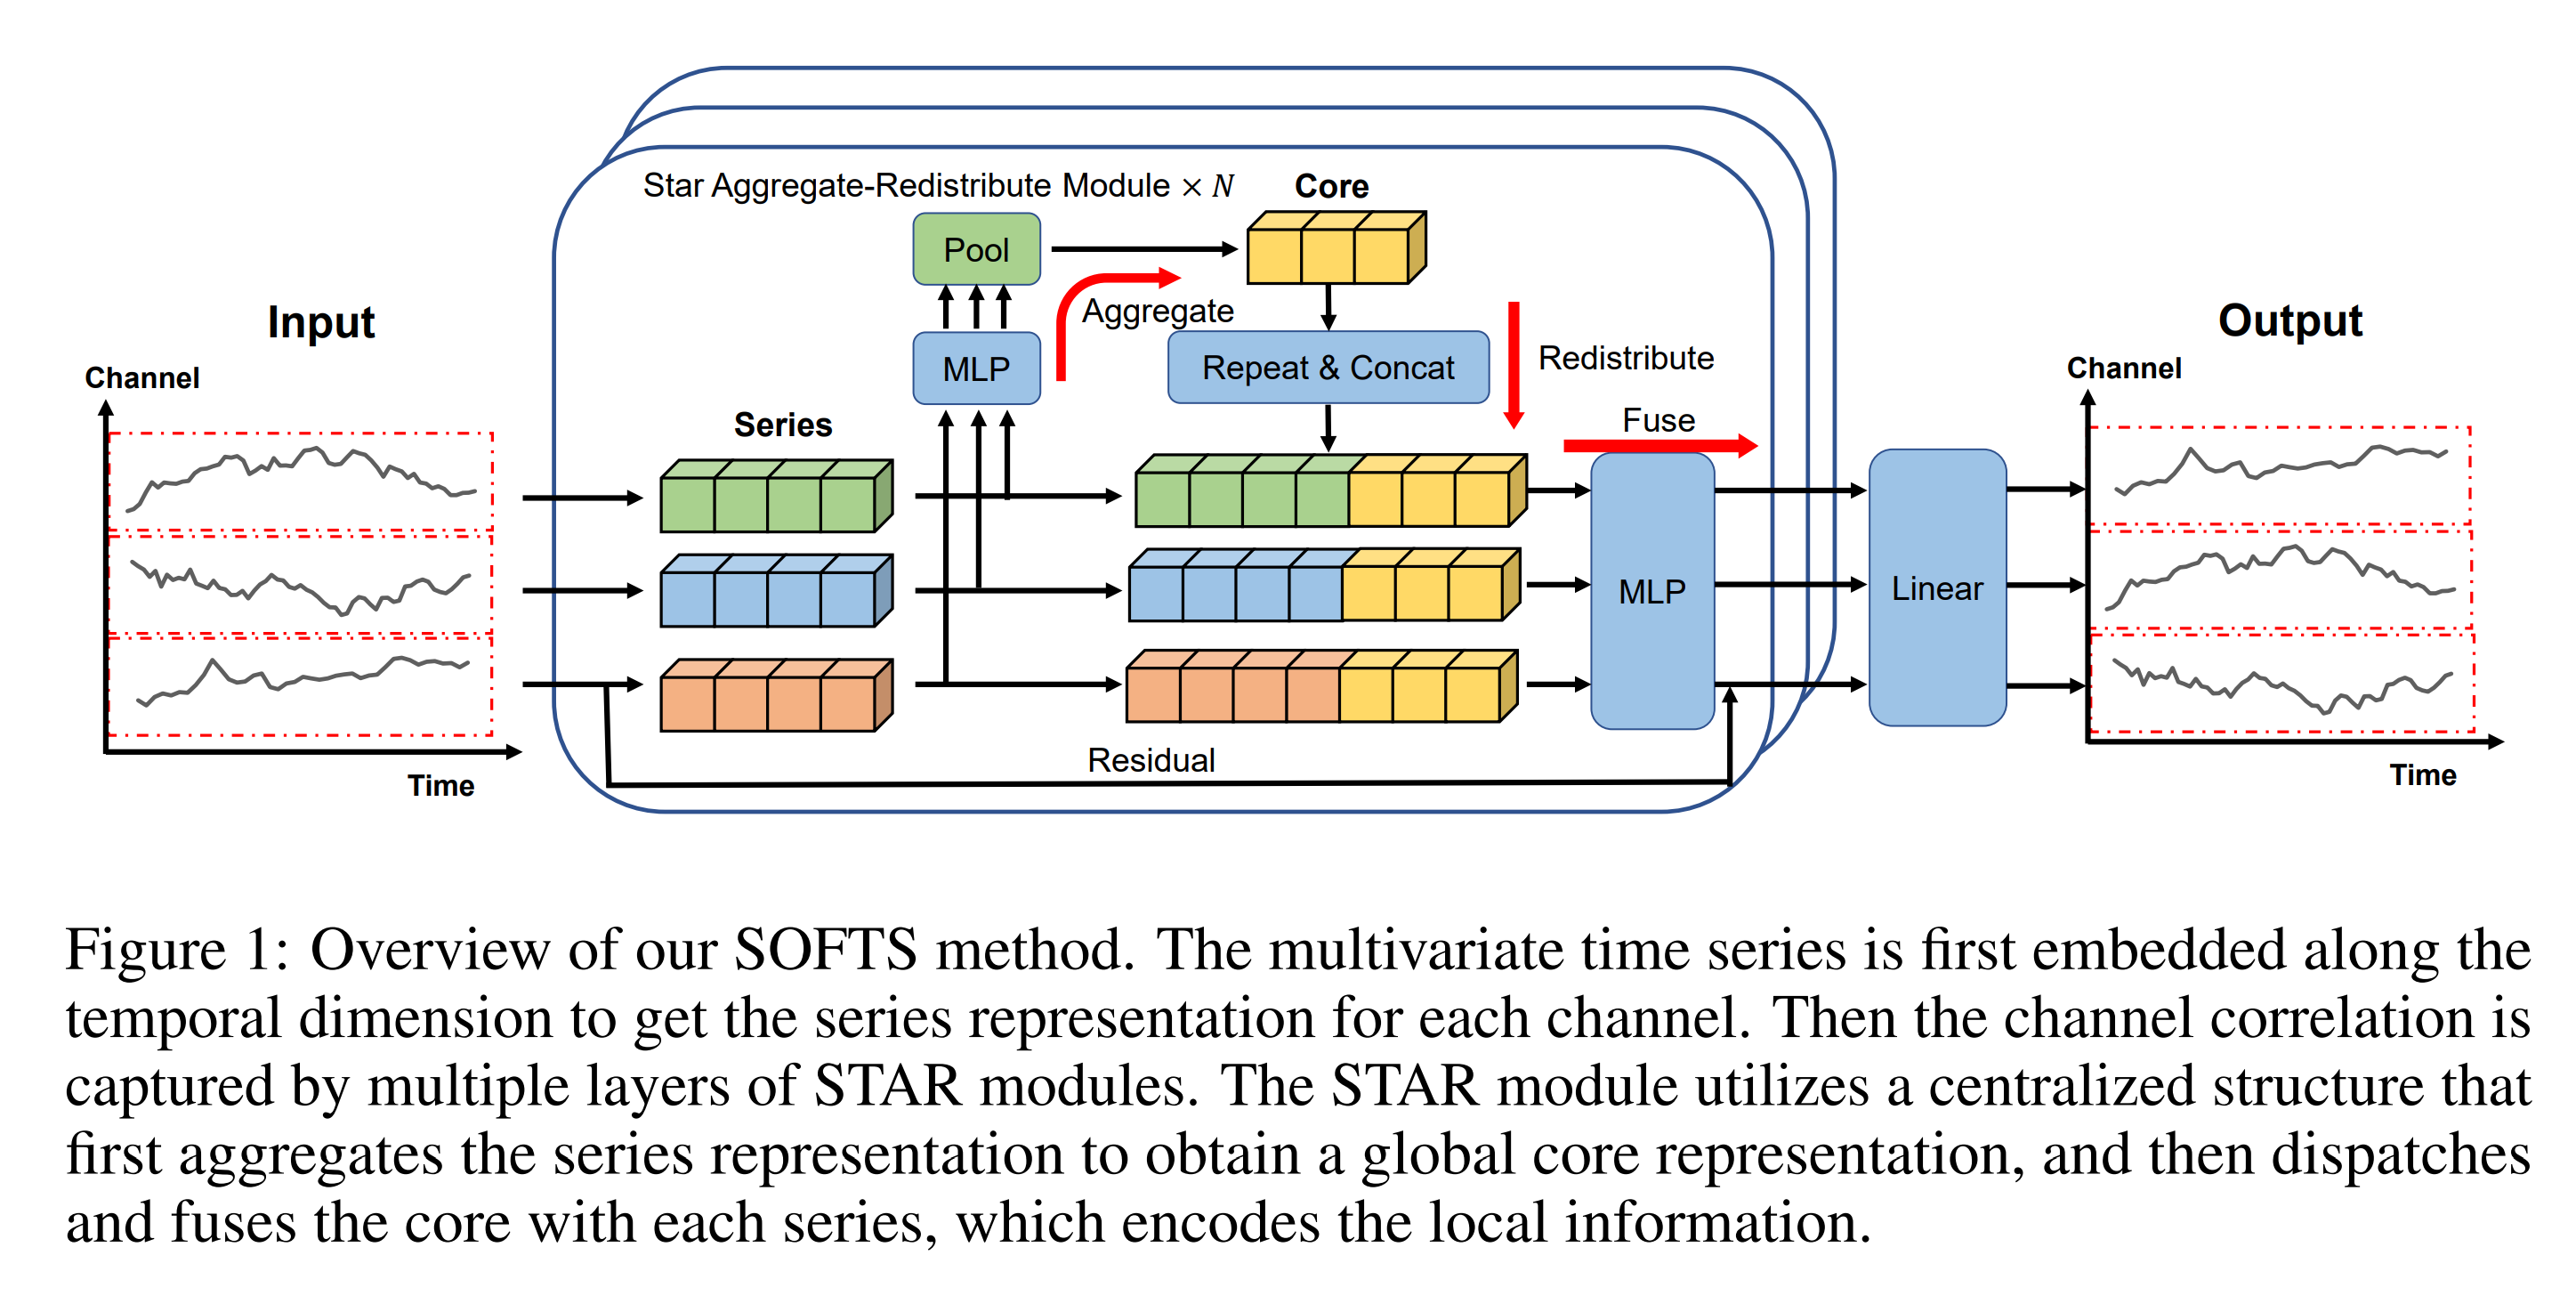 Star Aggregate-Redistribute Module × N
Core
Pool
Aggregate
MLP
Repeat & Concat
Redistribute
Fuse
Input
Channel
Series
Time
Residual
MLP
Linear
Output
Channel
Time
Figure 1: Overview of our SOFTS method. The multivariate time series is first embedded along the
temporal dimension to get the series representation for each channel. Then the channel correlation is
captured by multiple layers of STAR modules. The STAR module utilizes a centralized structure that
first aggregates the series representation to obtain a global core representation, and then dispatches
and fuses the core with each series, which encodes the local information.